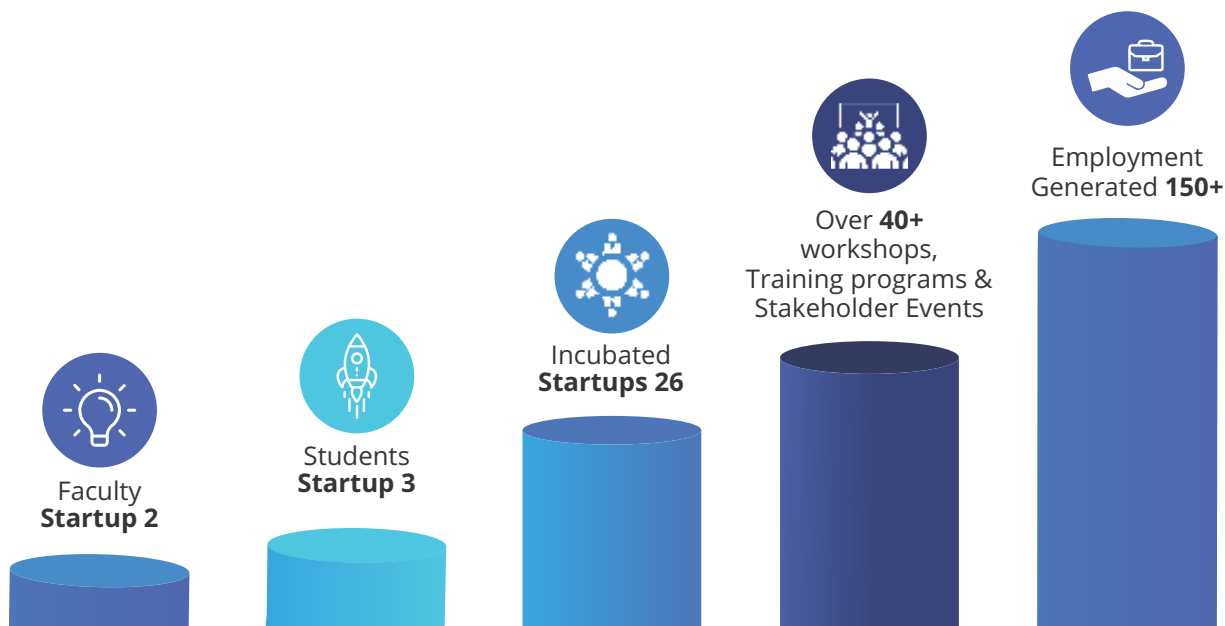 Faculty
Startup 2
Students
Startup 3
Incubated
Startups 26
Over 40+
workshops,
Training programs &
Stakeholder Events
Employment
Generated 150+